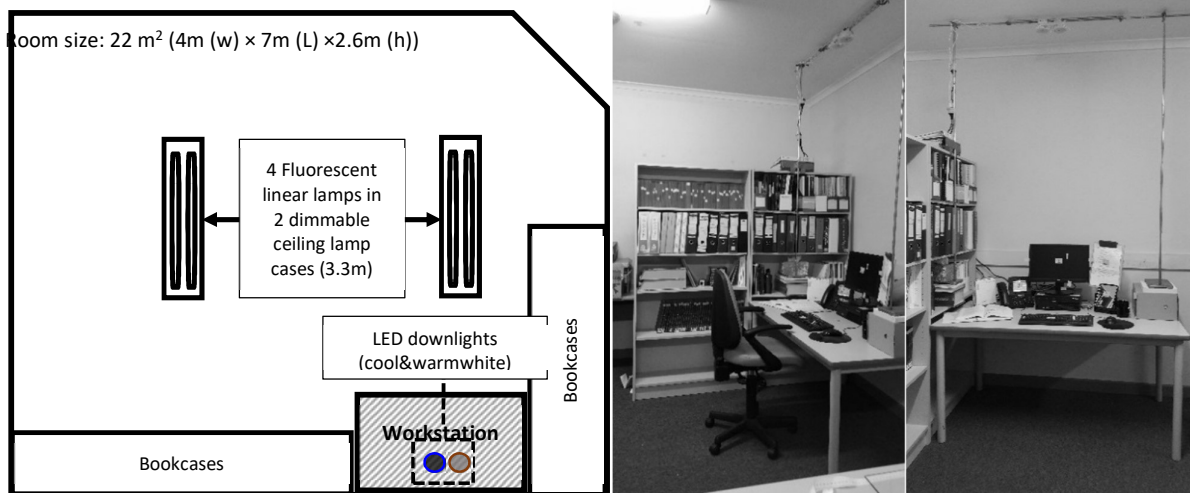 Room size: 22 m² (4m (w) × 7m (L) ×2.6m (h))
4 Fluorescent
linear lamps in
2 dimmable
ceiling lamp
cases (3.3m)
LED downlights
(cool&warmwhite)
Bookcases
Workstation
Bookcases